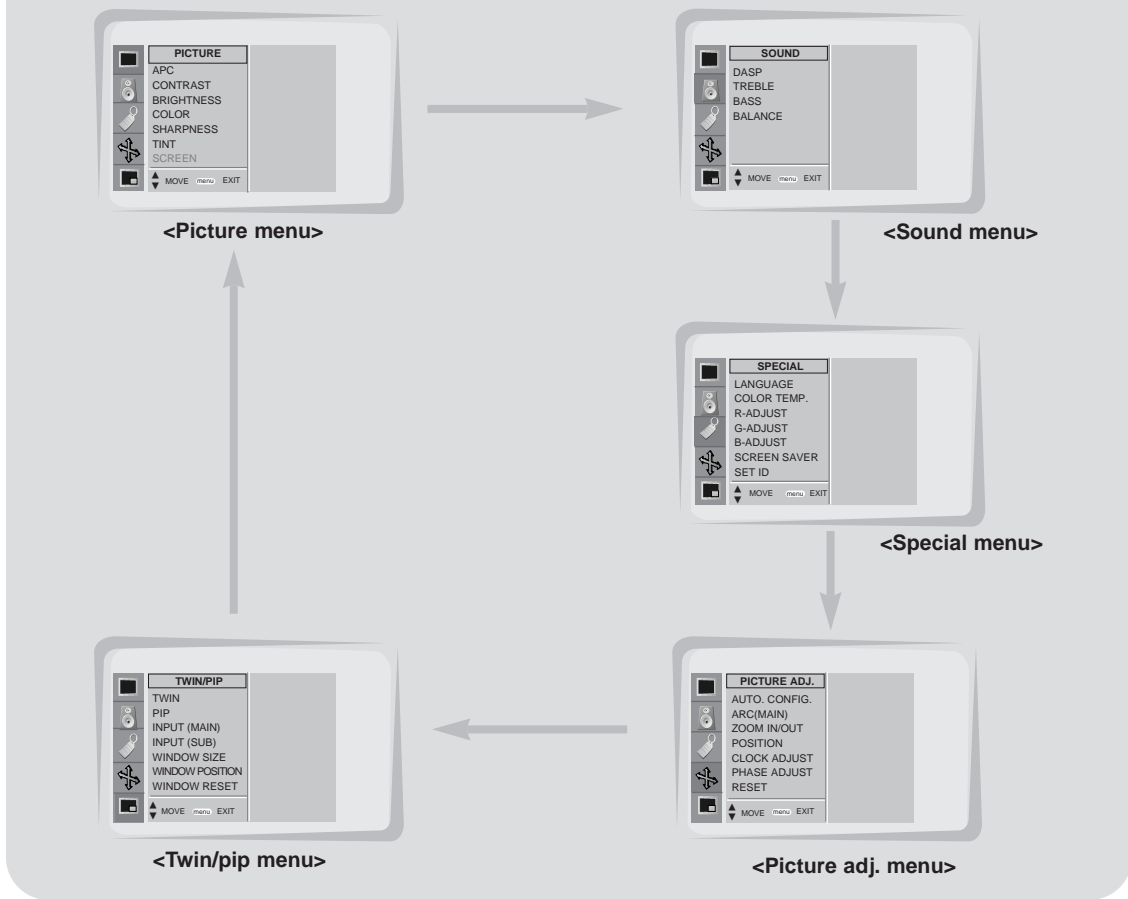 PICTURE
APC
CONTRAST
BRIGHTNESS
COLOR
SHARPNESS
TINT
SCREEN
MOVE menu EXIT
<Picture menu>
SOUND
DASP
TREBLE
BASS
BALANCE
MOVE menu EXIT
<Sound menu>
SPECIAL
LANGUAGE
COLOR TEMP.
R-ADJUST
G-ADJUST
B-ADJUST
SCREEN SAVER
SET ID
MOVE menu EXIT
<Special menu>
TWIN/PIP
TWIN
PIP
INPUT (MAIN)
INPUT (SUB)
WINDOW SIZE
WINDOW POSITION
WINDOW RESET
MOVE menu EXIT
<Twin/pip menu>
PICTURE ADJ.
AUTO. CONFIG.
ARC(MAIN)
ZOOM IN/OUT
POSITION
CLOCK ADJUST
PHASE ADJUST
RESET
MOVE menu EXIT
<Picture adj. menu>